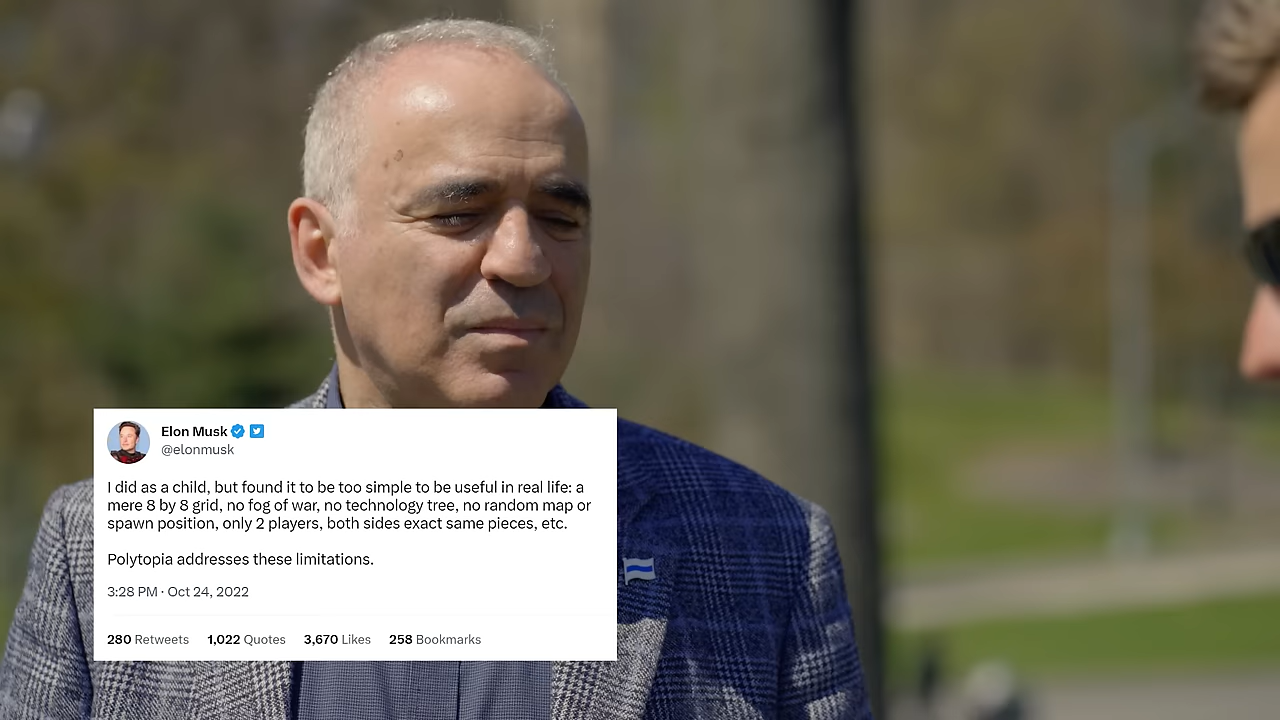 Elon Musk
@elonmusk
I did as a child, but found it to be too simple to be useful in real life: a
mere 8 by 8 grid, no fog of war, no technology tree, no random map or
spawn position, only 2 players, both sides exact same pieces, etc.
Polytopia addresses these limitations.
3:28 PM · Oct 24, 2022
280 Retweets 1,022 Quotes 3,670 Likes 258 Bookmarks